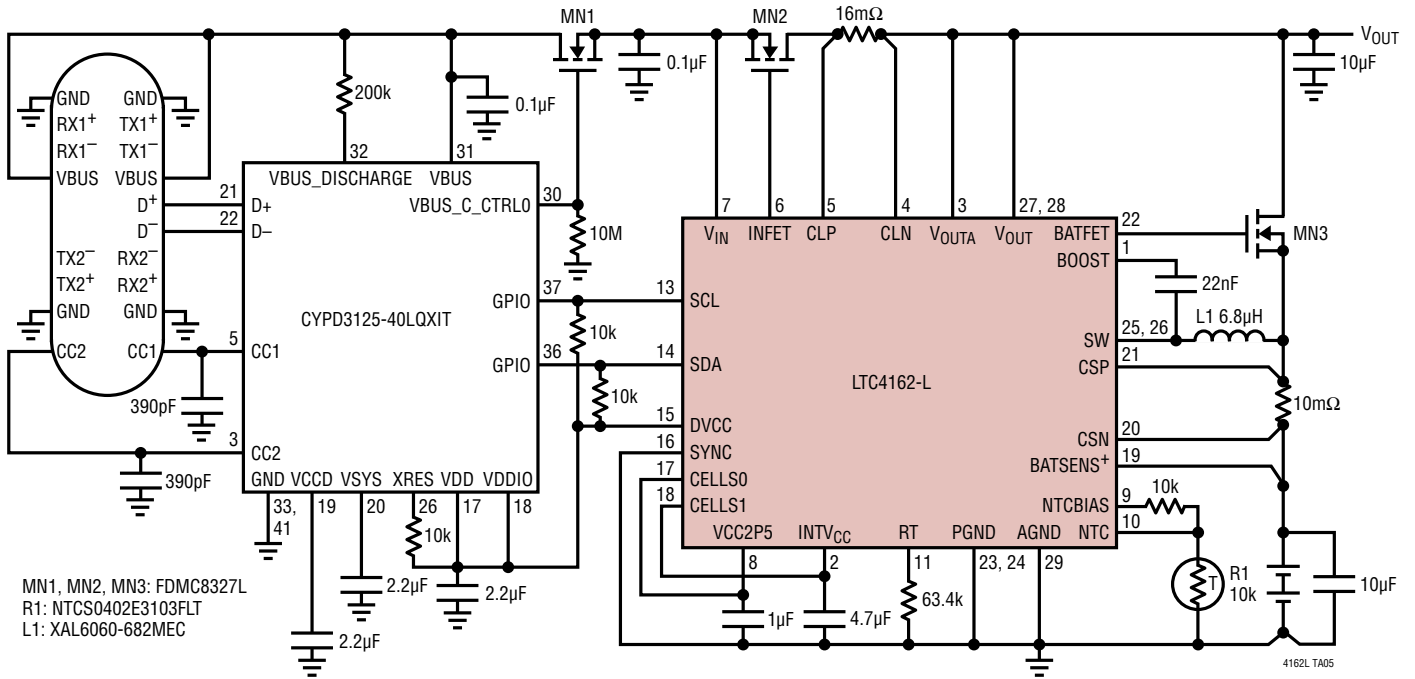 MN1
MN2
16mΩ
VOUT
0.1µF
10µF
200k
0.1µF
GND GND
RX1+ TX1+
RX1– TX1–
VBUS VBUS
D+
D–
TX2– RX2–
TX2+ RX2+
GND GND
CC2 CC1
32 31
VBUS_DISCHARGE VBUS
21 D+
22 D–
30 VBUS_C_CTRL0
10M
37 GPIO
10k
CYPD3125-40LQXIT
36 GPIO
10k
5 CC1
390pF
3 CC2
390pF
GND VCCD VSYS XRES VDD VDDIO
33, 41 19 20 26 17 18
10k
2.2µF
2.2µF
2.2µF
7 6 5 4 3 27, 28
VIN INFET CLP CLN VOUTA VOUT
BATFET 22
MN3
BOOST 1
22nF
13 SCL
L1 6.8µH
SW 25, 26
CSP 21
14 SDA
LTC4162-L
10mΩ
15 DVCC
CSN 20
16 SYNC
BATSENS+ 19
17 CELLS0
18 CELLS1
NTCBIAS 9
10k
NTC 10
VCC2P5 INTVCC RT PGND AGND
8 2 11 23, 24 29
1µF
4.7µF
63.4k
T
R1
10k
10µF
MN1, MN2, MN3: FDMC8327L
R1: NTCS0402E3103FLT
L1: XAL6060-682MEC
4162L TA05